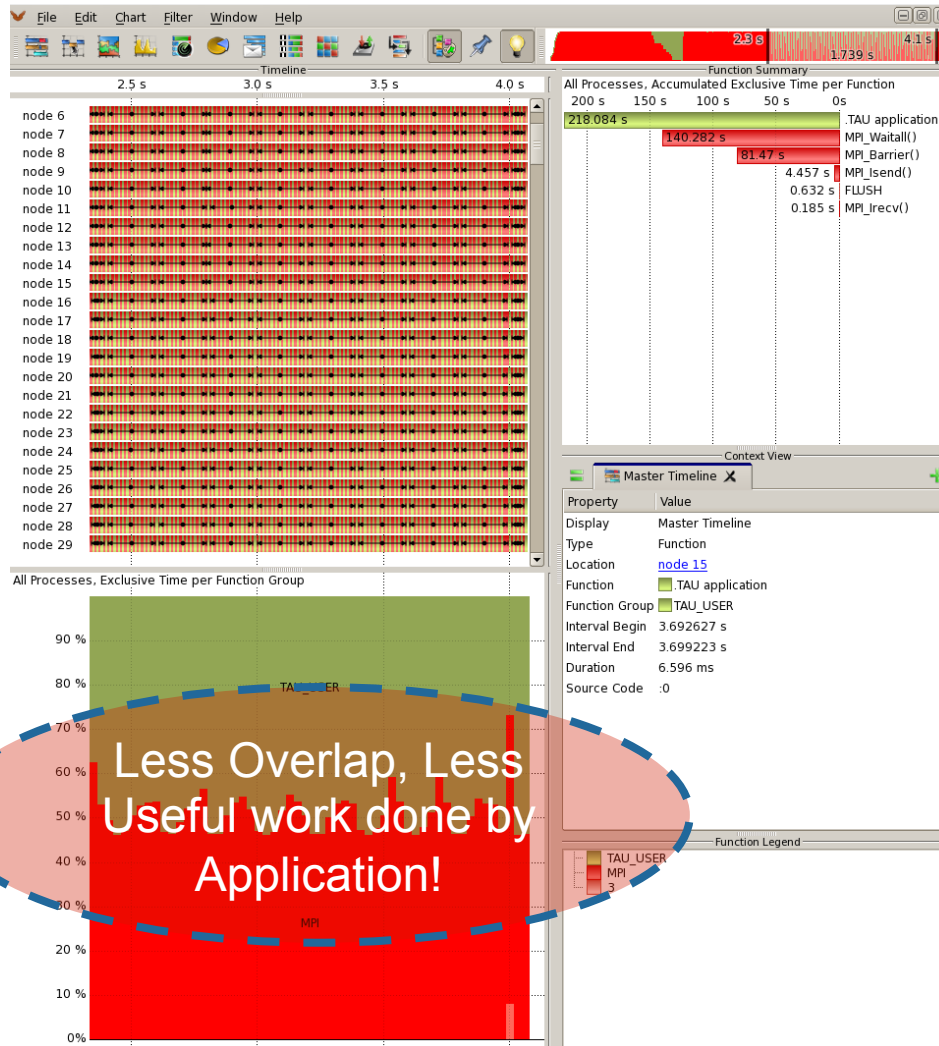 File Edit Chart Filter Window Help
2.3 s 4.1 s
1.739 s
Timeline
2.5 s 3.0 s 3.5 s 4.0 s
node 6
node 7
node 8
node 9
node 10
node 11
node 12
node 13
node 14
node 15
node 16
node 17
node 18
node 19
node 20
node 21
node 22
node 23
node 24
node 25
node 26
node 27
node 28
node 29
All Processes, Exclusive Time per Function Group
90 %
80 %
TAU_USER
70 %
60 %
50 %
40 %
30 %
MPI
20 %
10 %
0%
Less Overlap, Less
Useful work done by
Application!
Function Summary
All Processes, Accumulated Exclusive Time per Function
200 s 150 s 100 s 50 s 0s
218.084 s .TAU application
140.282 s MPI_Waitall()
81.47 s MPI_Barrier()
4.457 s MPI_Isend()
0.632 s FLUSH
0.185 s MPI_Irecv()
Context View
Master Timeline
Property Value
Display Master Timeline
Type Function
Location node 15
Function .TAU application
Function Group TAU_USER
Interval Begin 3.692627 s
Interval End 3.699223 s
Duration 6.596 ms
Source Code :0
Function Legend
TAU_USER
MPI
3